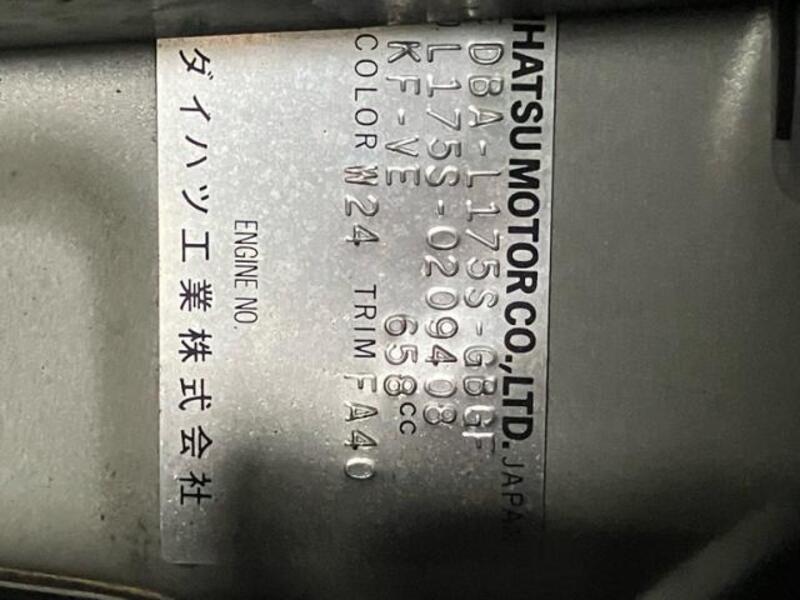 IHATSU MOTOR CO., LTD. JAPAN
DBA-L175S-GBGF
L175S-0209408
KF-VE 658cc
COLOR W24 TRIM FA40
ENGINE NO.
ダイハツ工業株式会社